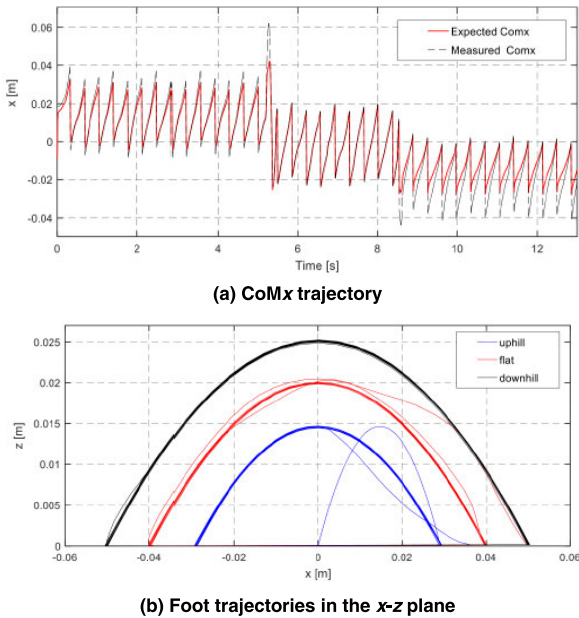 0.06
0.04
0.02
0
-0.02
-0.04
x [m]
Expected Comx
Measured Comx
0 2 4 6 8 10 12
Time [s]
(a) CoMx trajectory
0.025
0.02
0.015
0.01
0.005
0
z [m]
uphill
flat
downhill
-0.06 -0.04 -0.02 0 0.02 0.04 0.06
x [m]
(b) Foot trajectories in the x-z plane